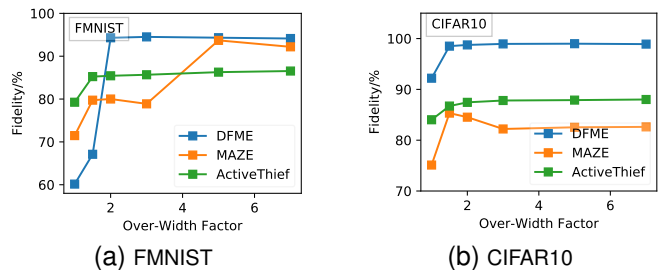 FMNIST
100
90
80
70
60
Fidelity/%
DFME
MAZE
ActiveThief
2
4
6
Over-Width Factor
(a) FMNIST
CIFAR10
100
90
80
70
Fidelity/%
DFME
MAZE
ActiveThief
2
4
6
Over-Width Factor
(b) CIFAR10